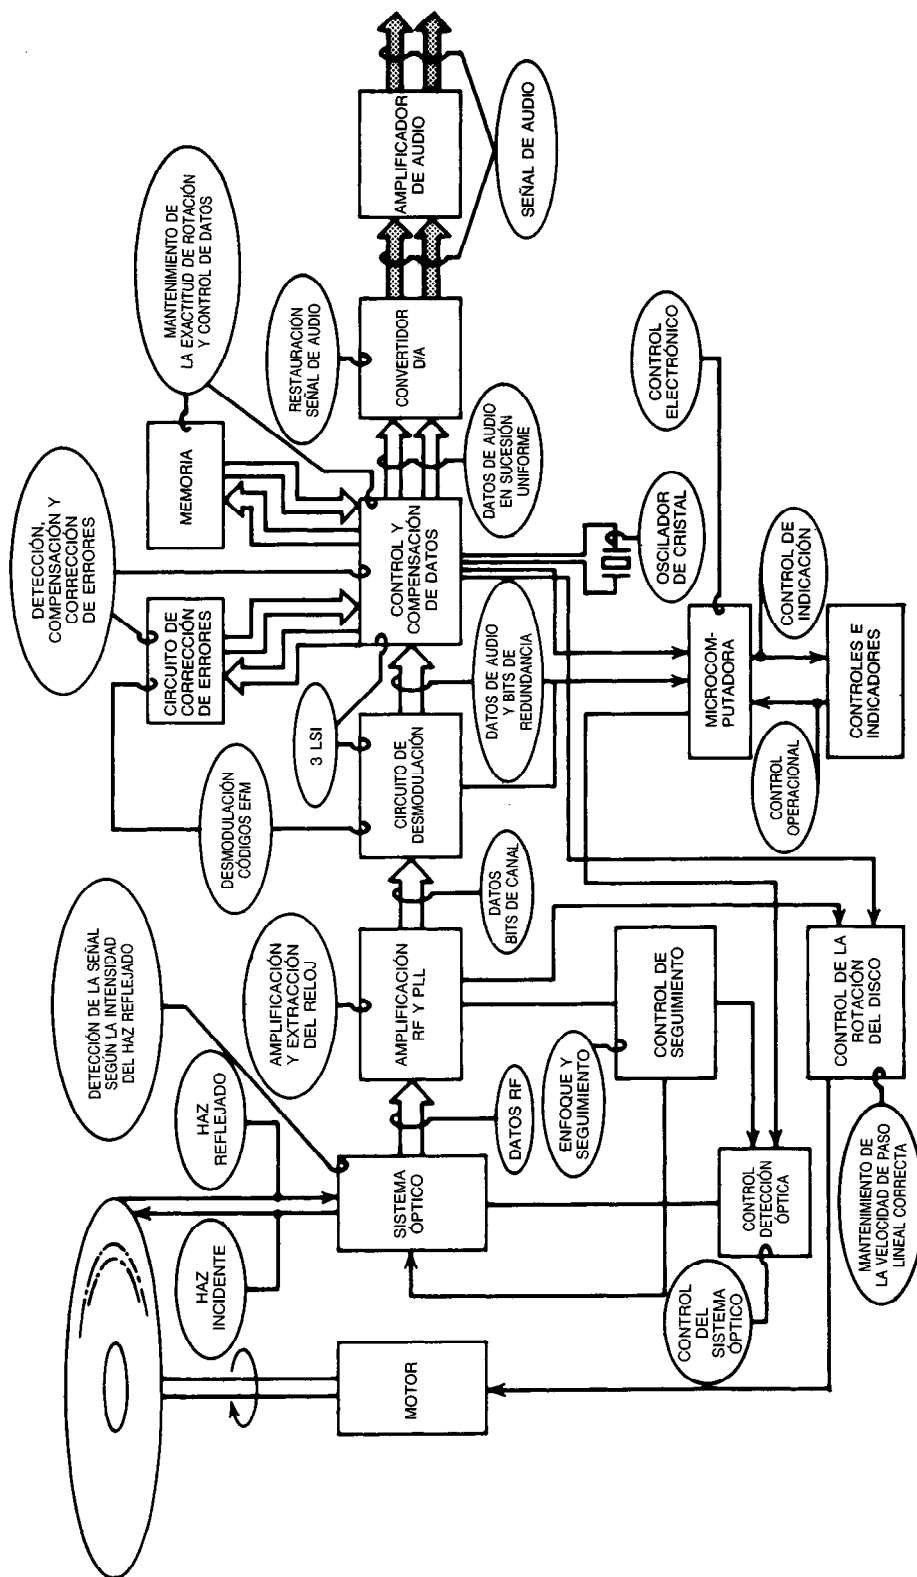 HAZ
REFLEJADO
HAZ
INCIDENTE
MOTOR
DETECCIÓN DE LA SEÑAL
SEGÚN LA INTENSIDAD
DEL HAZ REFLEJADO
SISTEMA
ÓPTICO
DATOS RF
AMPLIFICACIÓN
Y EXTRACCIÓN
DEL RELOJ
AMPLIFICACIÓN
RF Y PLL
DATOS
BITS DE CANAL
ENFOQUE Y
SEGUIMIENTO
CONTROL DE
SEGUIMIENTO
CONTROL
DETECCIÓN
ÓPTICA
CONTROL
DEL
SISTEMA
ÓPTICO
CONTROL DE LA
ROTACIÓN
DEL DISCO
MANTENIMIENTO DE
LA VELOCIDAD DE PASO
LINEAL CORRECTA
DESMODULACIÓN
CÓDIGOS EFM
3 LSI
CIRCUITO DE
DESMODULACIÓN
DATOS DE AUDIO
Y BITS DE
REDUNDANCIA
DETECCIÓN,
COMPENSACIÓN Y
CORRECCIÓN
DE ERRORES
CIRCUITO DE
CORRECCIÓN
DE ERRORES
MEMORIA
MANTENIMIENTO DE
LA EXACTITUD DE ROTACIÓN
Y CONTROL DE DATOS
CONTROL Y
COMPENSACIÓN
DE DATOS
DATOS DE AUDIO
EN SUCESIÓN
UNIFORME
OSCILADOR
DE CRISTAL
RESTAURACIÓN
SEÑAL DE AUDIO
CONVERTIDOR
D/A
AMPLIFICADOR
DE AUDIO
SEÑAL DE AUDIO
CONTROL
ELECTRÓNICO
MICROCOM-
PUTADORA
CONTROL DE
INDICACIÓN
CONTROL
OPERACIONAL
CONTROLES E
INDICADORES